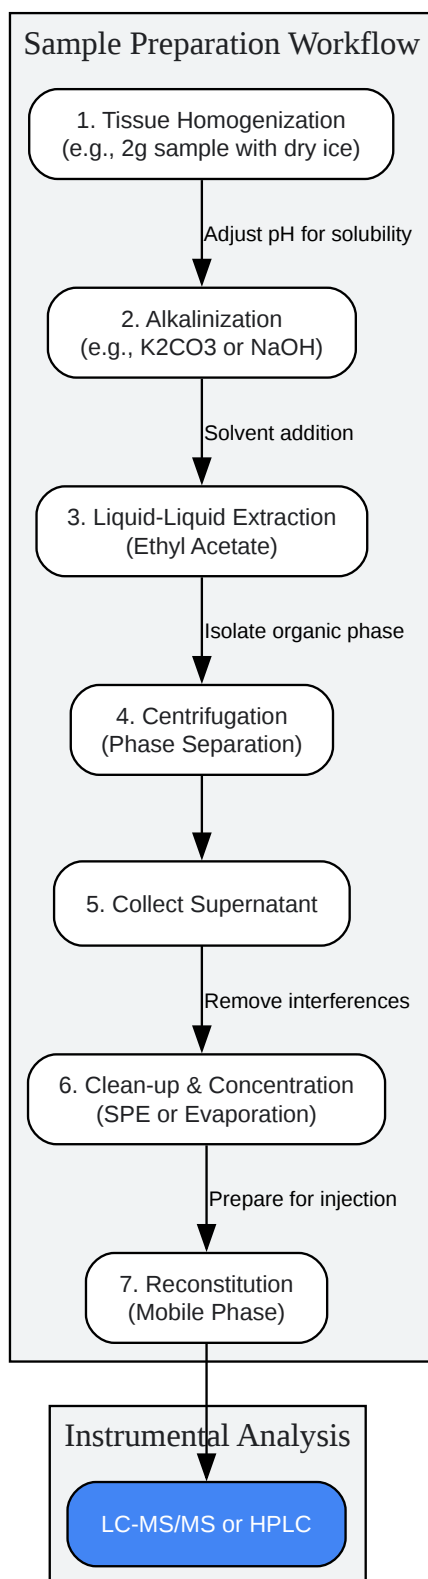 Sample Preparation Workflow
1. Tissue Homogenization
(e.g., 2g sample with dry ice)
Adjust pH for solubility
2. Alkalinization
(e.g., K2CO3 or NaOH)
Solvent addition
3. Liquid-Liquid Extraction
(Ethyl Acetate)
Isolate organic phase
4. Centrifugation
(Phase Separation)
5. Collect Supernatant
Remove interferences
6. Clean-up & Concentration
(SPE or Evaporation)
Prepare for injection
7. Reconstitution
(Mobile Phase)
Instrumental Analysis
LC-MS/MS or HPLC